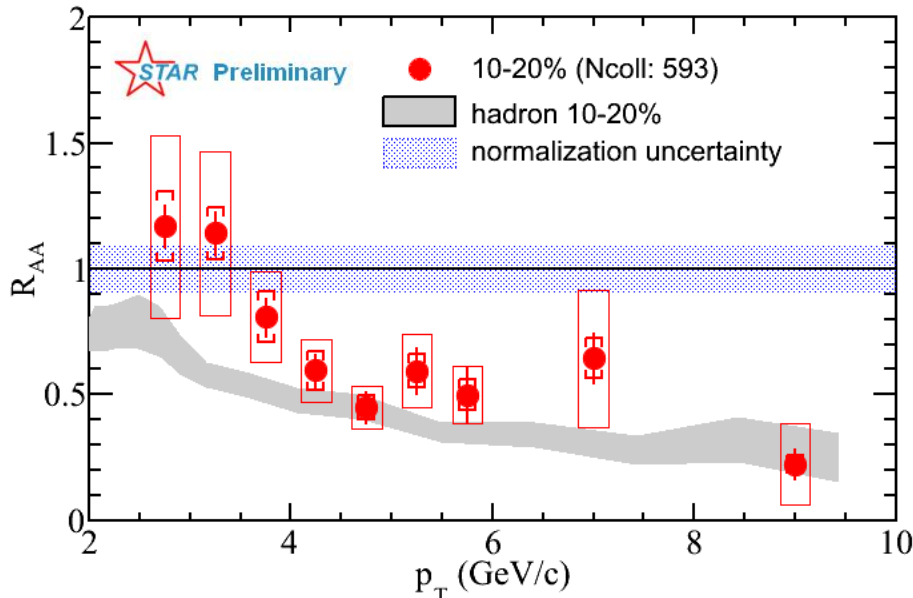 2
1.5
1
0.5
0
R_AA
STAR Preliminary
10-20% (Ncoll: 593)
hadron 10-20%
normalization uncertainty
2 4 6 8 10
p_T (GeV/c)